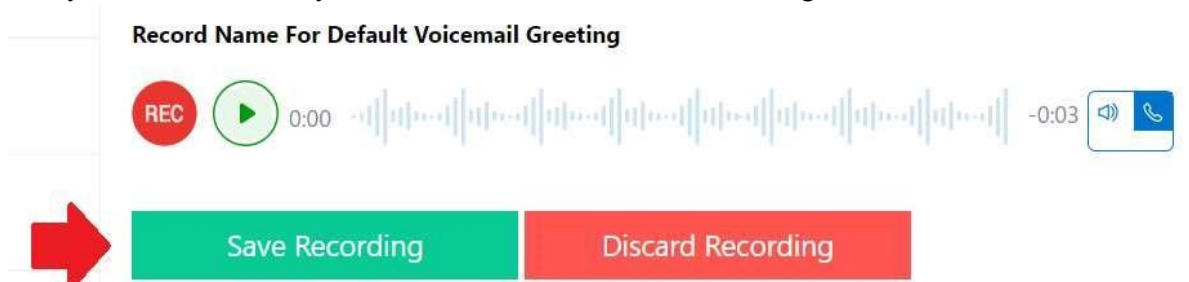 Record Name For Default Voicemail Greeting
REC 0:00 -0:03
Save Recording Discard Recording